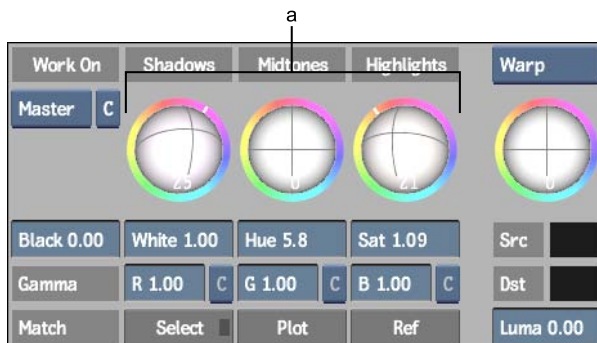 a
Work On Shadows Midtones Highlights Warp
Master C
25 0 21 0
Black 0.00 White 1.00 Hue 5.8 Sat 1.09 Src
Gamma R 1.00 C G 1.00 C B 1.00 C Dst
Match Select Plot Ref Luma 0.00